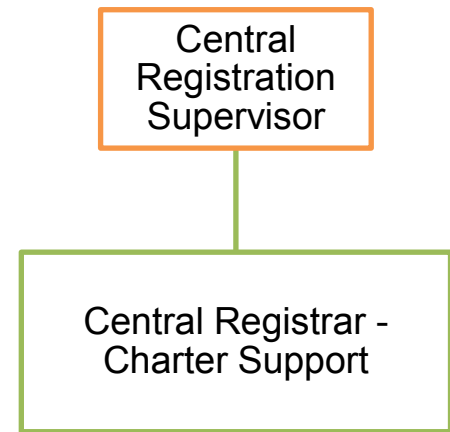 Central
Registration
Supervisor
Central Registrar -
Charter Support